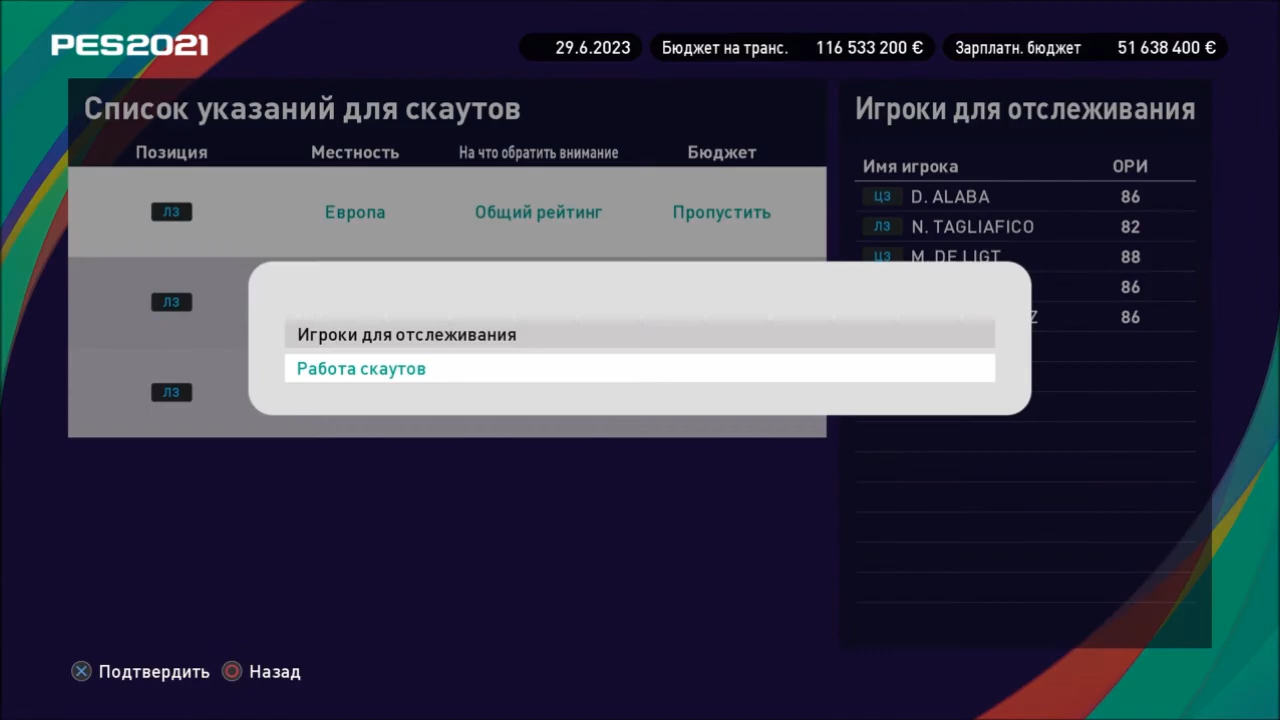 PES2021
29.6.2023
Бюджет на транс. 116 533 200 €
Зарплатн. бюджет 51 638 400 €
Список указаний для скаутов
Позиция Местность На что обратить внимание Бюджет
ЛЗ Европа Общий рейтинг Пропустить
ЛЗ
ЛЗ
Игроки для отслеживания
Имя игрока ОРИ
ЦЗ D. ALABA 86
ЛЗ N. TAGLIAFICO 82
ЦЗ M. DE LIGT 88
86
Z 86
Игроки для отслеживания
Работа скаутов
Подтвердить Назад